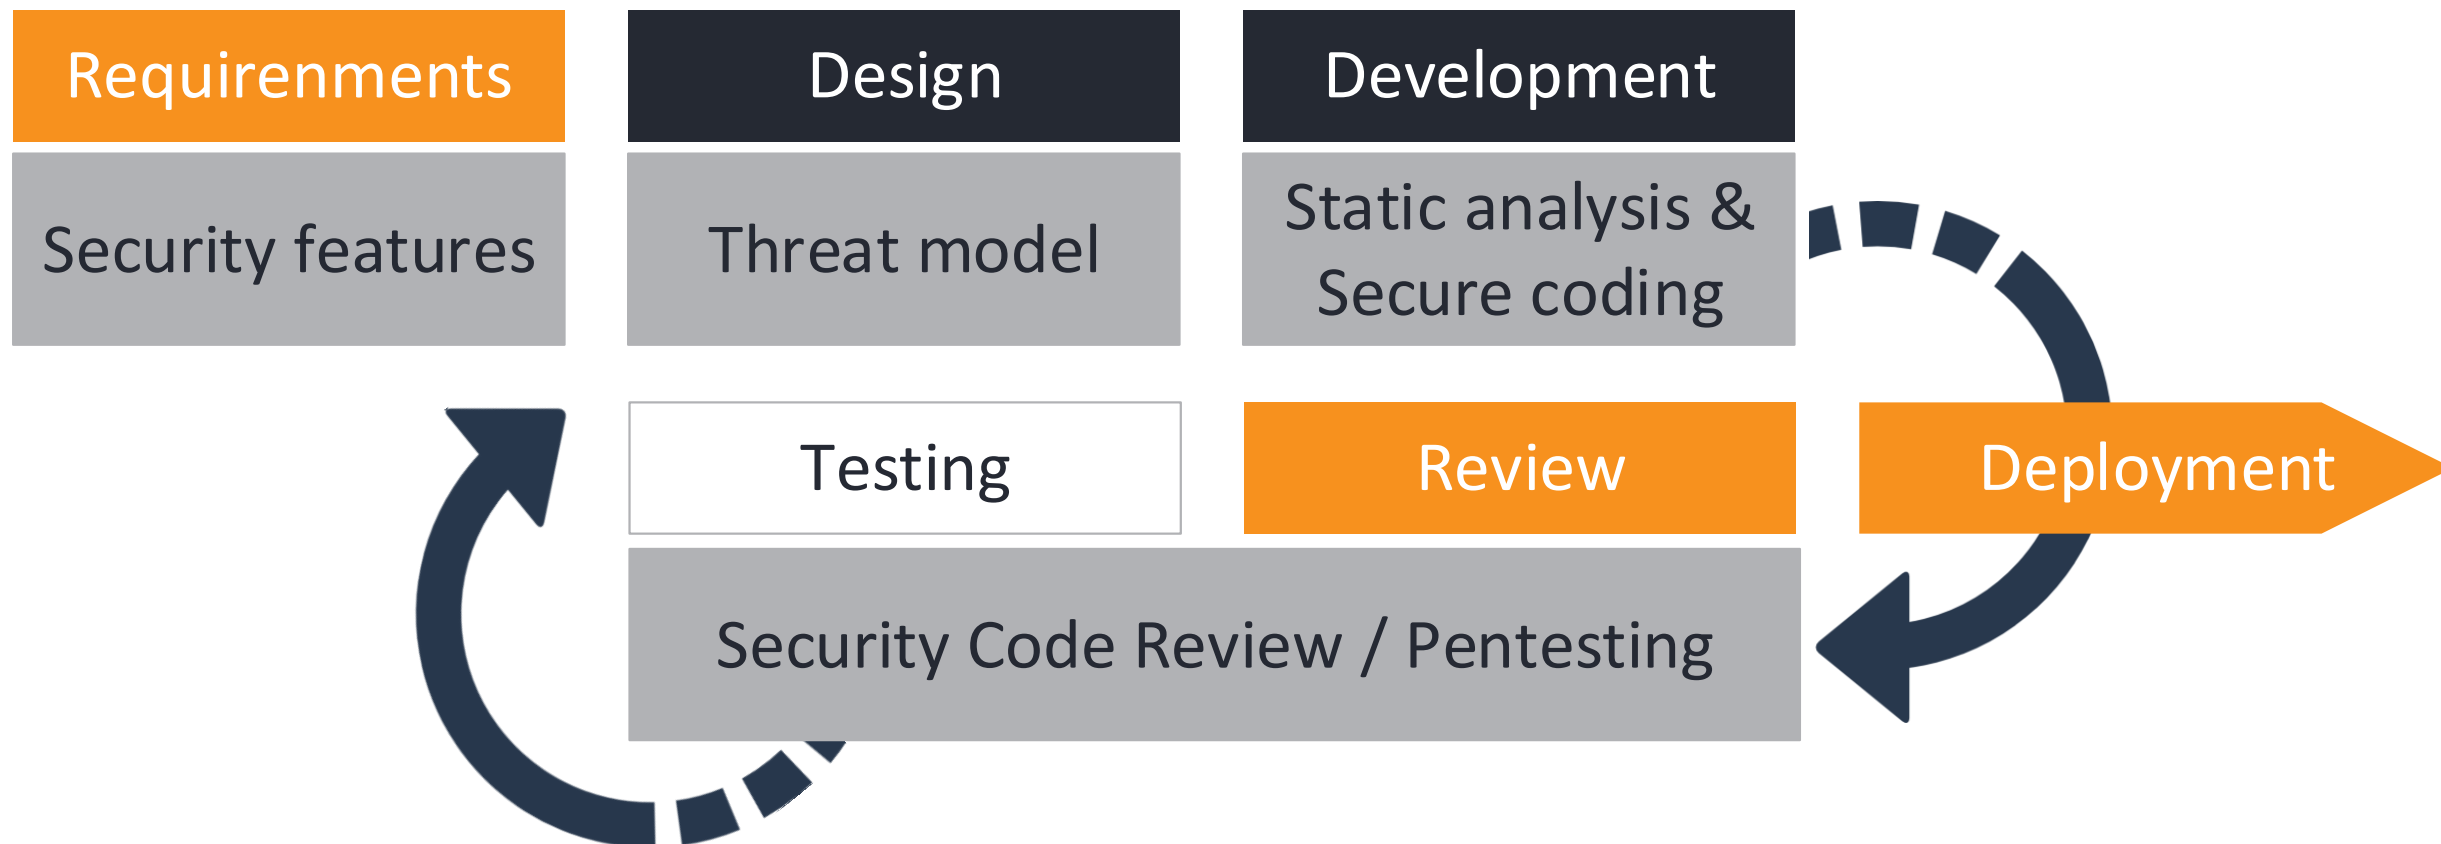 Requirenments
Design
Development
Security features
Threat model
Static analysis &
Secure coding
Testing
Review
Deployment
Security Code Review / Pentesting